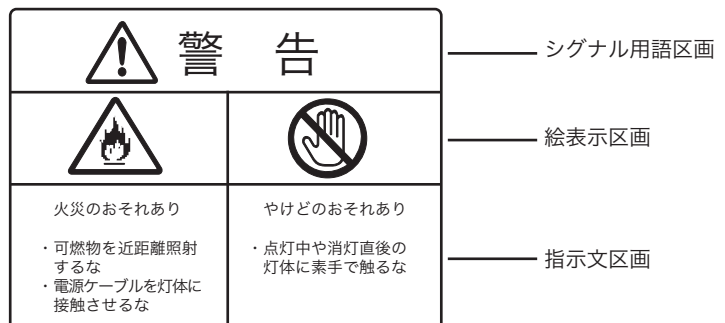 警 告
シグナル用語区画
絵表示区画
火災のおそれあり
・可燃物を近距離照射
するな
・電源ケーブルを灯体に
接触させるな
やけどのおそれあり
・点灯中や消灯直後の
灯体に素手で触るな
指示文区画